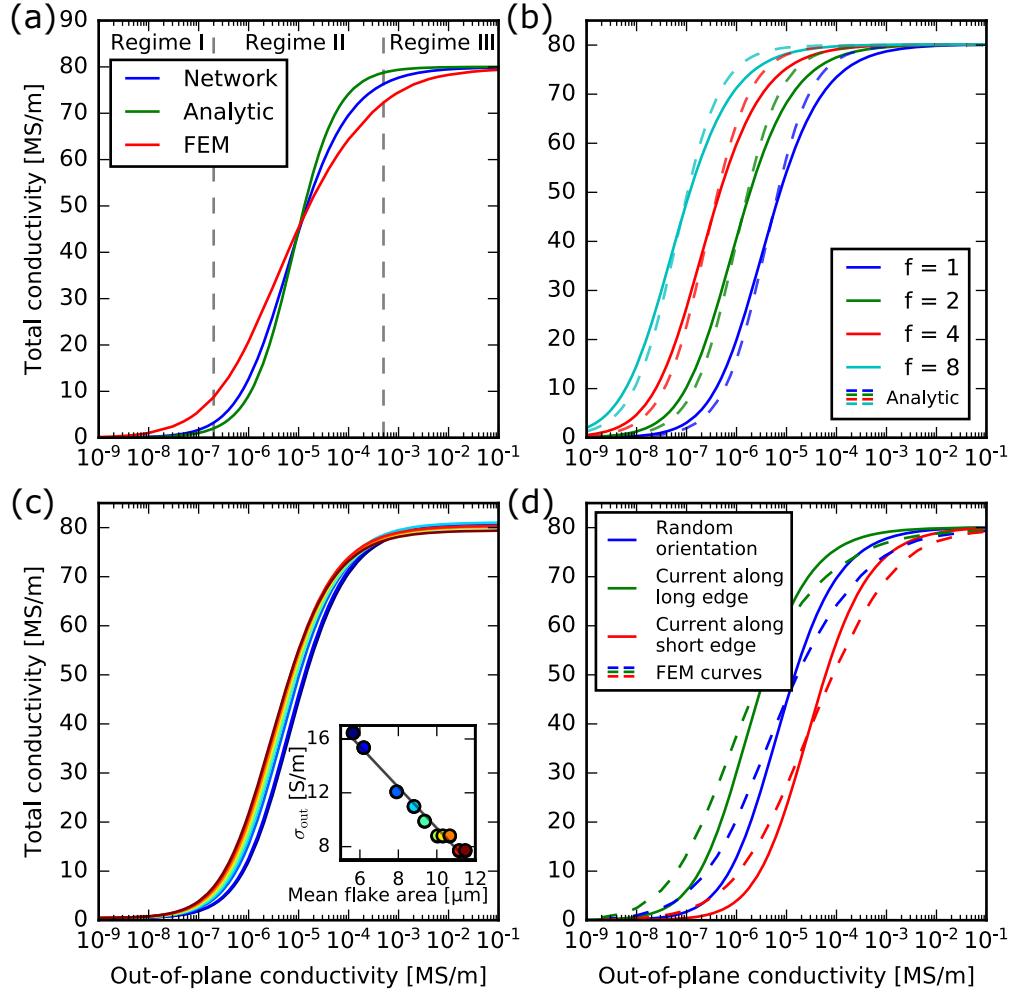 (a)
Regime I
Regime II
Regime III
Network
Analytic
FEM
Total conductivity [MS/m]
90
80
70
60
50
40
30
20
10
0
10⁻⁹ 10⁻⁸ 10⁻⁷ 10⁻⁶ 10⁻⁵ 10⁻⁴ 10⁻³ 10⁻² 10⁻¹
(b)
f = 1
f = 2
f = 4
f = 8
Analytic
80
70
60
50
40
30
20
10
0
10⁻⁹ 10⁻⁸ 10⁻⁷ 10⁻⁶ 10⁻⁵ 10⁻⁴ 10⁻³ 10⁻² 10⁻¹
(c)
Total conductivity [MS/m]
80
70
60
50
40
30
20
10
0
σout [S/m]
16
12
8
6 8 10 12
Mean flake area [μm]
10⁻⁹ 10⁻⁸ 10⁻⁷ 10⁻⁶ 10⁻⁵ 10⁻⁴ 10⁻³ 10⁻² 10⁻¹
Out-of-plane conductivity [MS/m]
(d)
Random
orientation
Current along
long edge
Current along
short edge
FEM curves
80
70
60
50
40
30
20
10
0
10⁻⁹ 10⁻⁸ 10⁻⁷ 10⁻⁶ 10⁻⁵ 10⁻⁴ 10⁻³ 10⁻² 10⁻¹
Out-of-plane conductivity [MS/m]